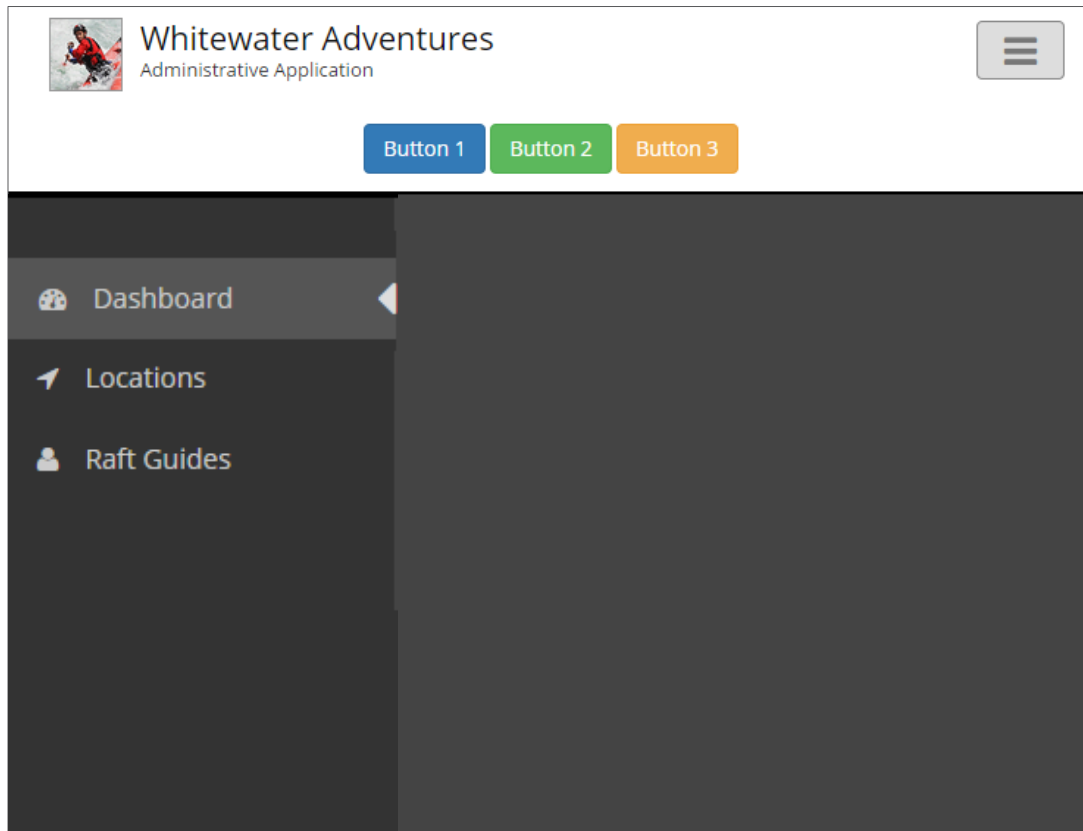 Whitewater Adventures
Administrative Application
Button 1 Button 2 Button 3
Dashboard
Locations
Raft Guides